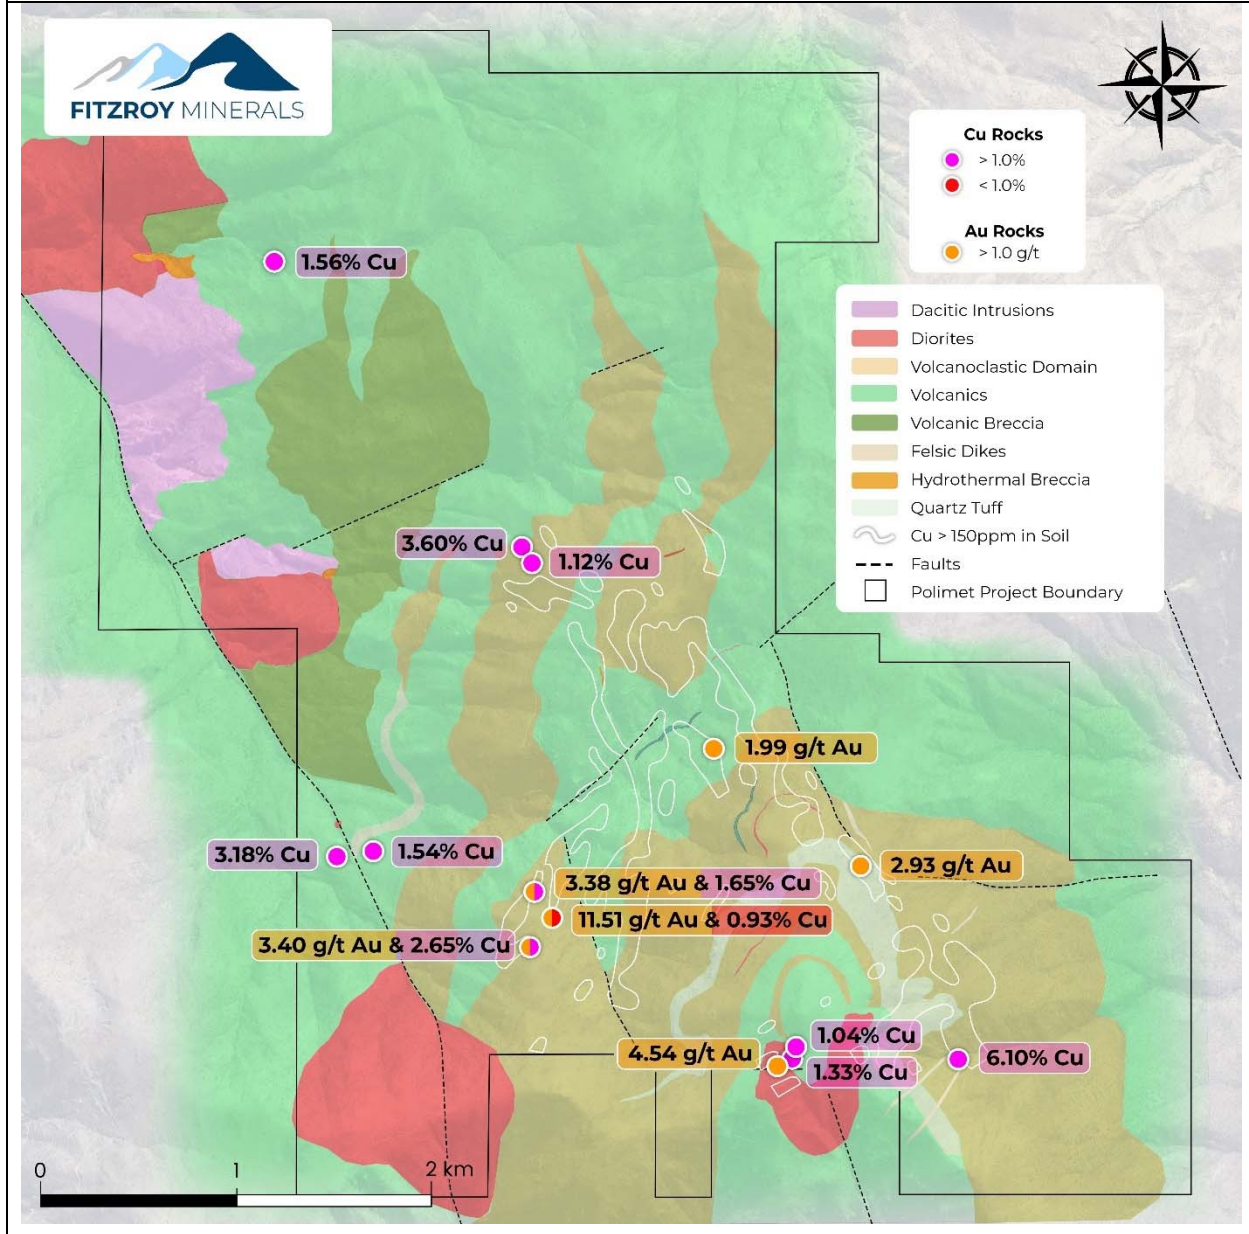 FITZROY MINERALS
Cu Rocks
> 1.0%
< 1.0%
Au Rocks
> 1.0 g/t
1.56% Cu
Dacitic Intrusions
Diorites
Volcanoclastic Domain
Volcanics
Volcanic Breccia
Felsic Dikes
Hydrothermal Breccia
Quartz Tuff
Cu > 150ppm in Soil
Faults
Polimet Project Boundary
3.60% Cu
1.12% Cu
1.99 g/t Au
3.18% Cu
1.54% Cu
2.93 g/t Au
3.38 g/t Au & 1.65% Cu
11.51 g/t Au & 0.93% Cu
3.40 g/t Au & 2.65% Cu
1.04% Cu
4.54 g/t Au
1.33% Cu
6.10% Cu
0 1 2 km